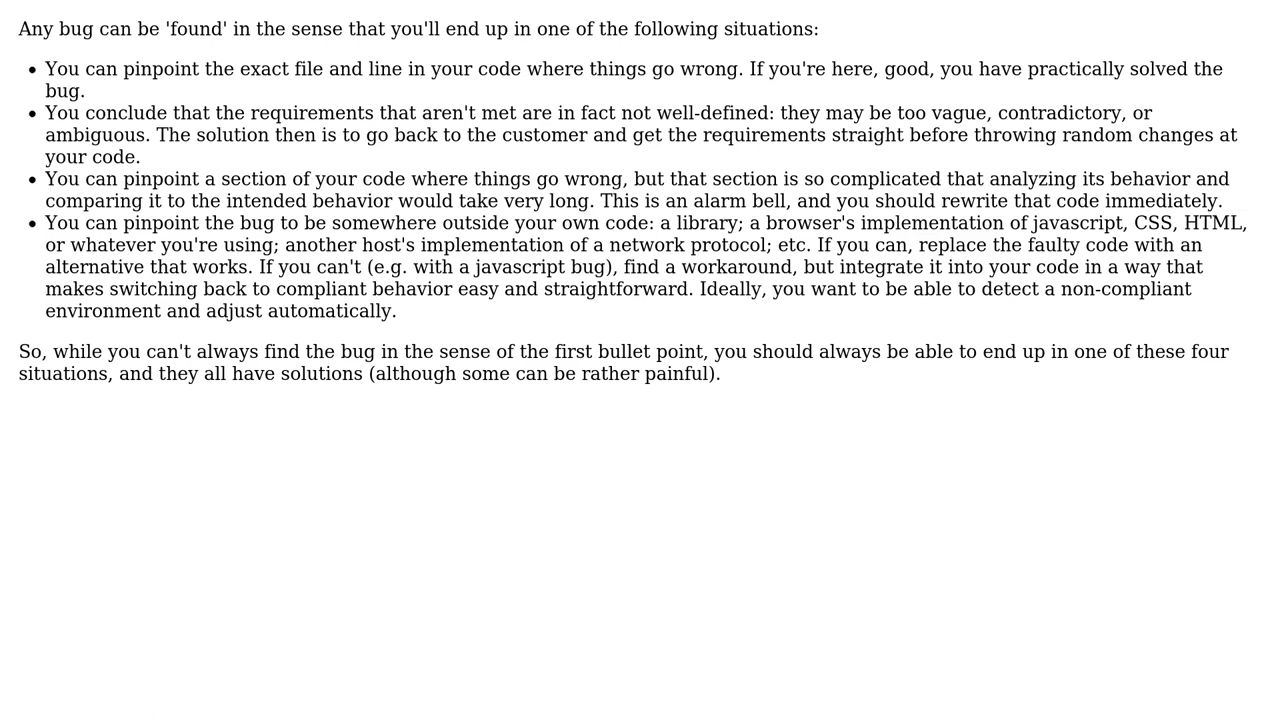 Any bug can be 'found' in the sense that you'll end up in one of the following situations:
• You can pinpoint the exact file and line in your code where things go wrong. If you're here, good, you have practically solved the
bug.
• You conclude that the requirements that aren't met are in fact not well-defined: they may be too vague, contradictory, or
ambiguous. The solution then is to go back to the customer and get the requirements straight before throwing random changes at
your code.
• You can pinpoint a section of your code where things go wrong, but that section is so complicated that analyzing its behavior and
comparing it to the intended behavior would take very long. This is an alarm bell, and you should rewrite that code immediately.
• You can pinpoint the bug to be somewhere outside your own code: a library; a browser's implementation of javascript, CSS, HTML,
or whatever you're using; another host's implementation of a network protocol; etc. If you can, replace the faulty code with an
alternative that works. If you can't (e.g. with a javascript bug), find a workaround, but integrate it into your code in a way that
makes switching back to compliant behavior easy and straightforward. Ideally, you want to be able to detect a non-compliant
environment and adjust automatically.
So, while you can't always find the bug in the sense of the first bullet point, you should always be able to end up in one of these four
situations, and they all have solutions (although some can be rather painful).